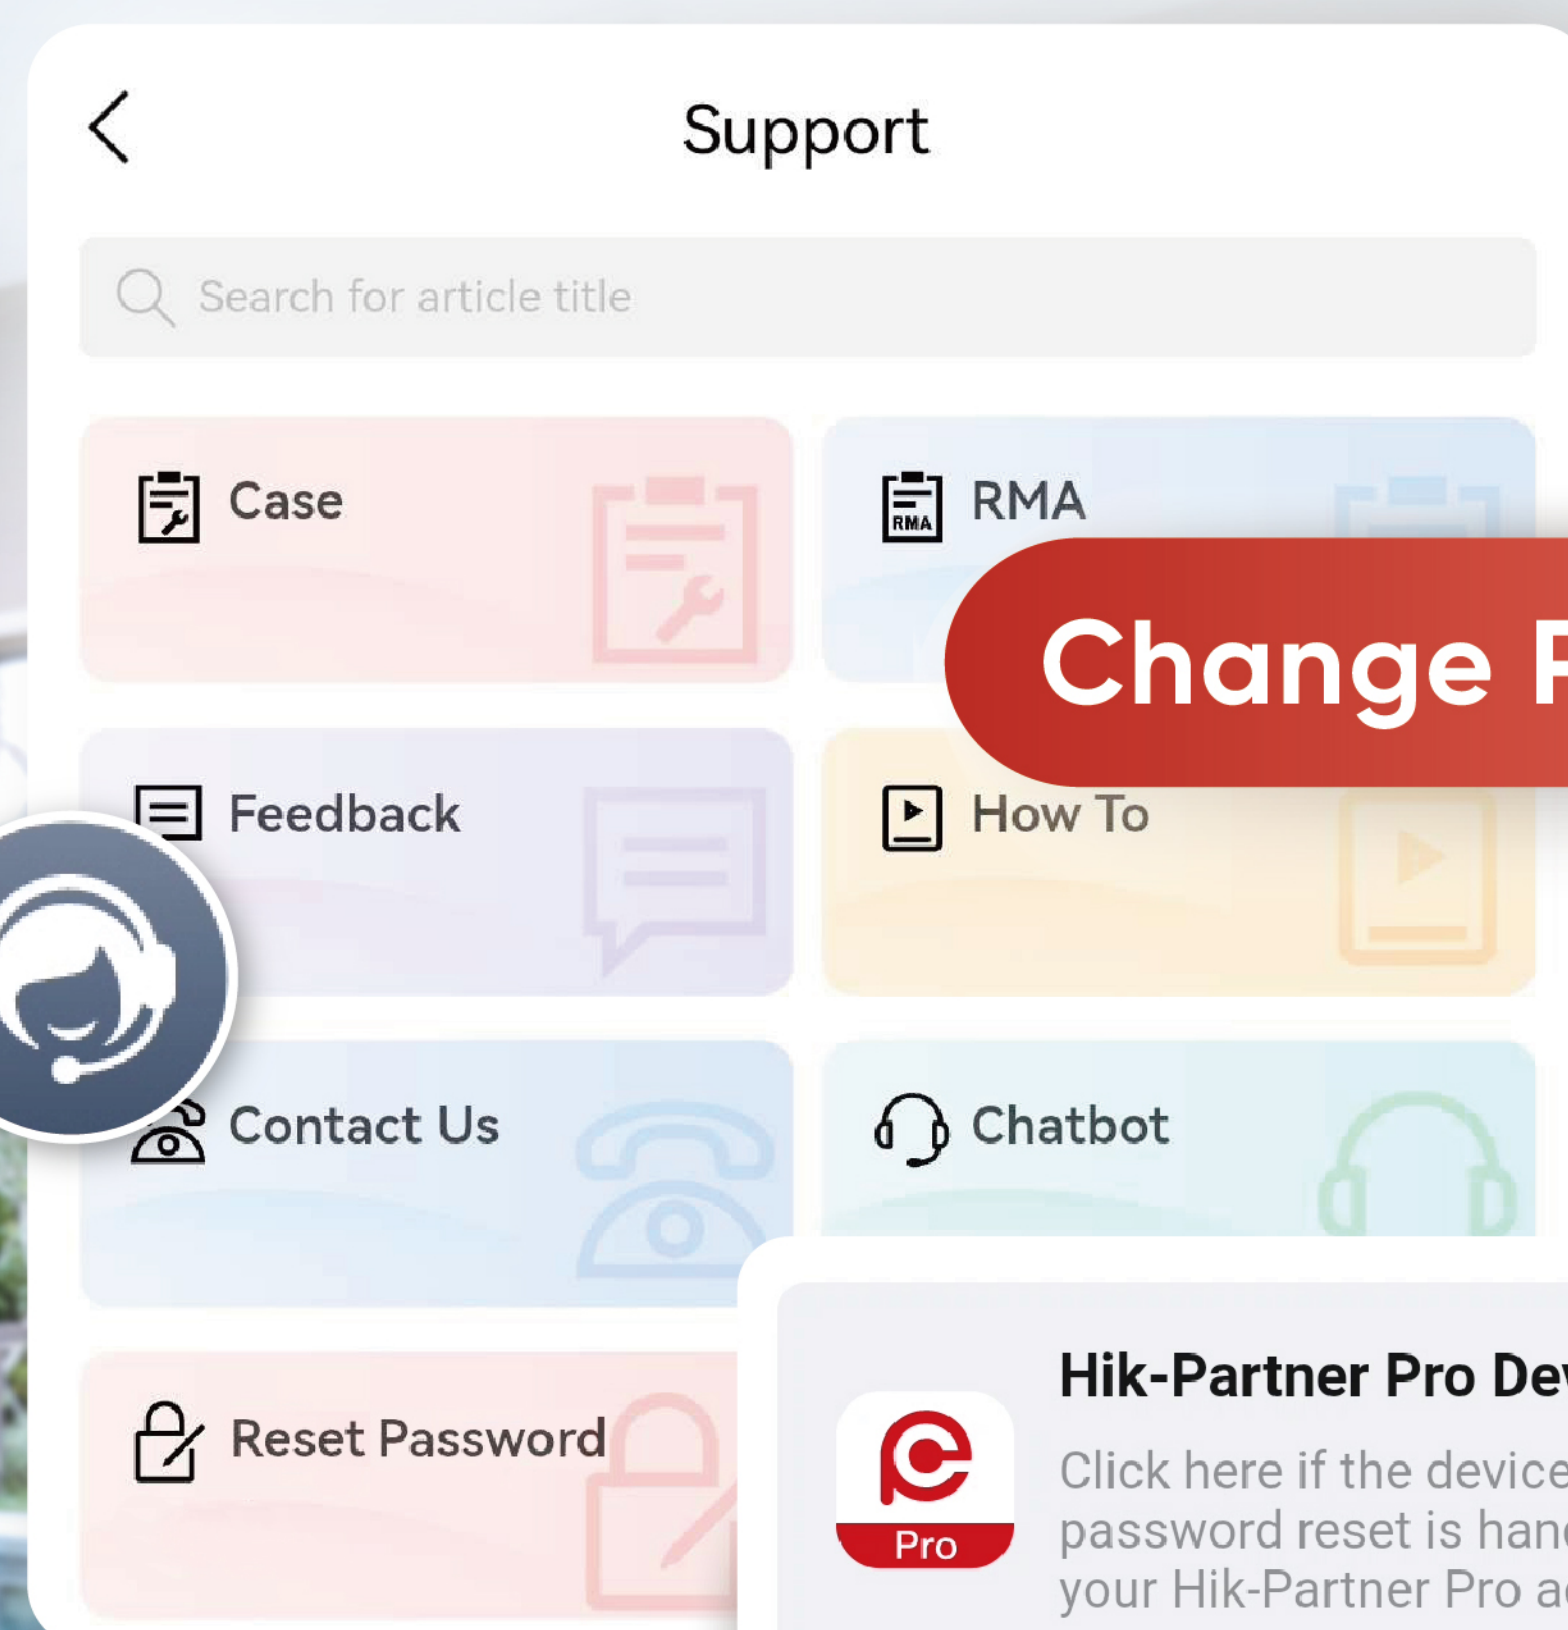 Support
Search for article title
Case
RMA
RMA
Change
Feedback
How To
Contact Us
Chatbot
Reset Password
Hik-Partner Pro
Click here if the device
password reset is
your Hik-Partner Pro
Pro